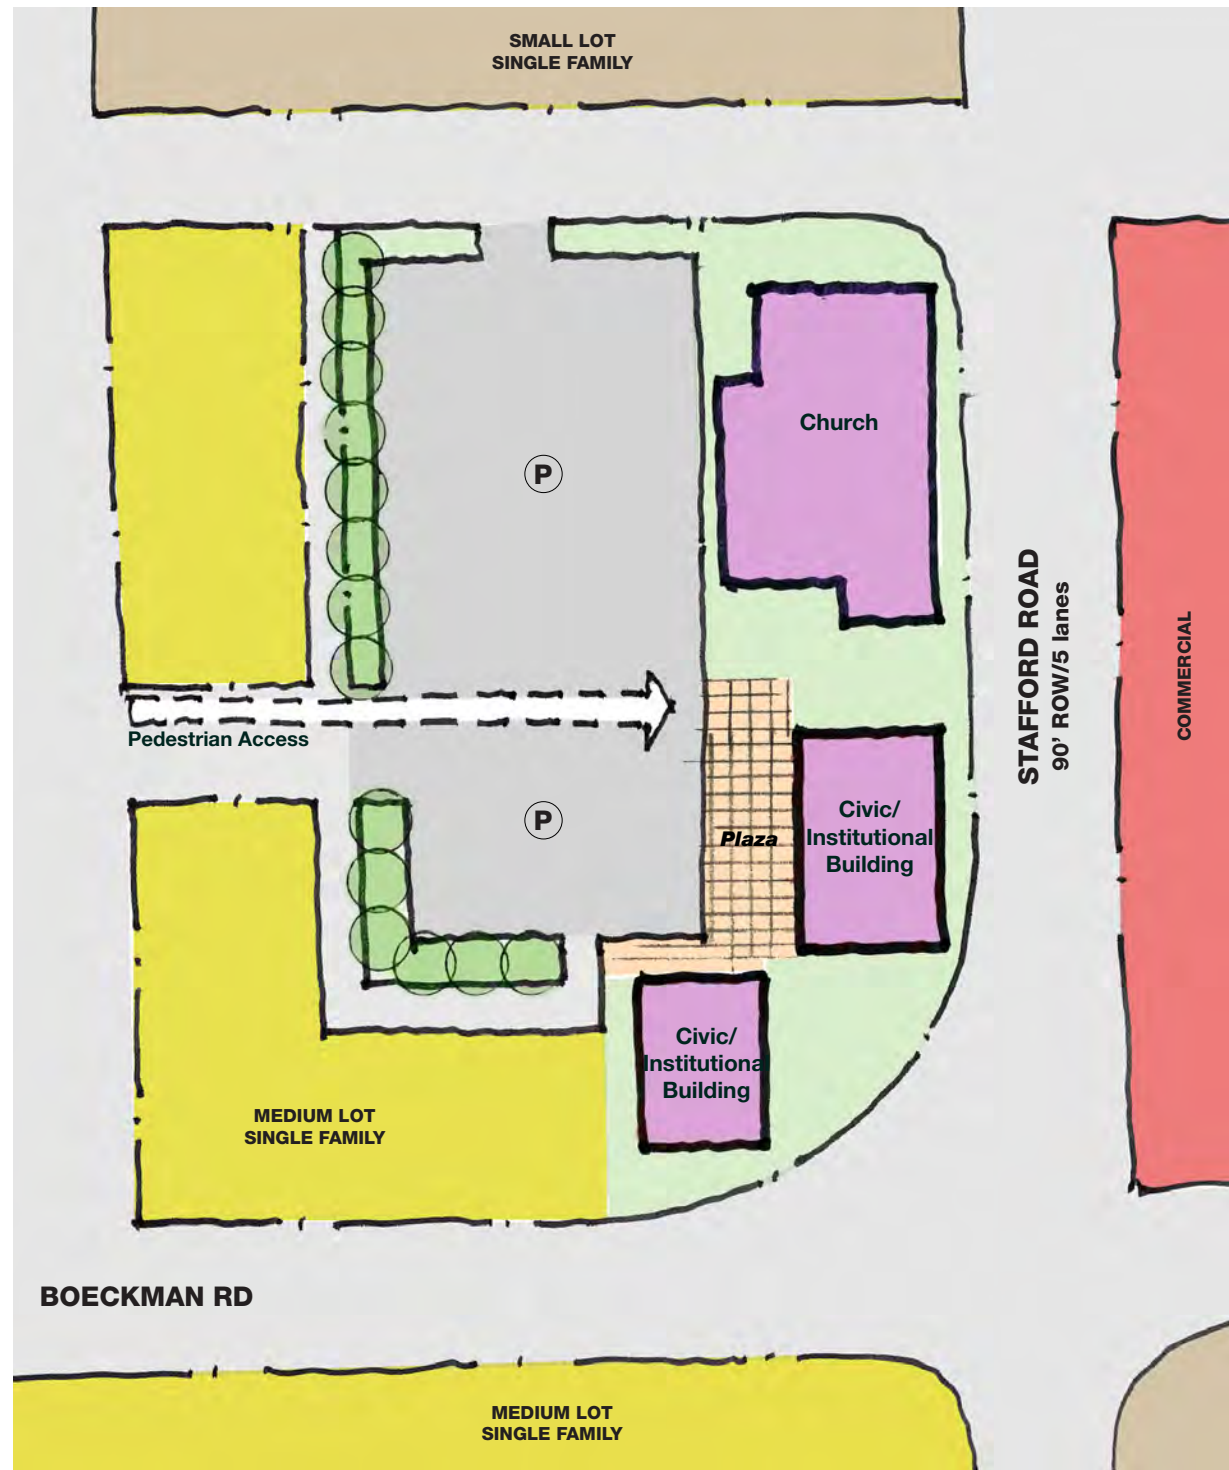 SMALL LOT
SINGLE FAMILY
Church
P
STAFFORD ROAD
90' ROW/5 lanes
COMMERCIAL
Pedestrian Access
P
Plaza
Civic/
Institutional
Building
Civic/
Institutional
Building
MEDIUM LOT
SINGLE FAMILY
BOECKMAN RD
MEDIUM LOT
SINGLE FAMILY